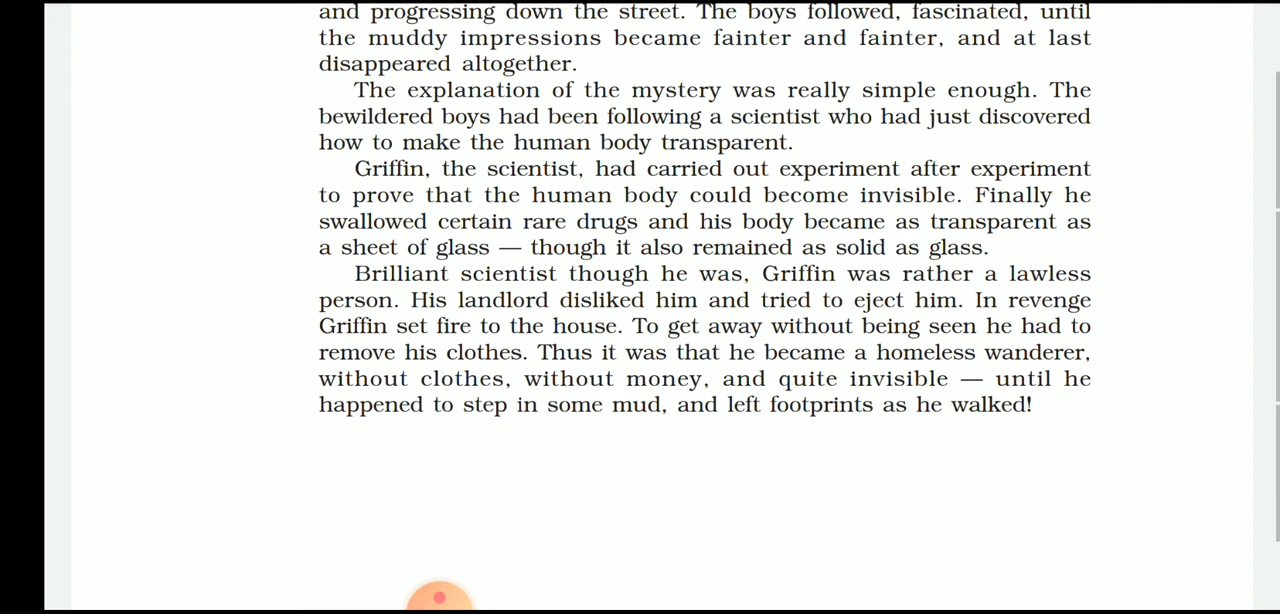 and progressing down the street. The boys followed, fascinated, until
the muddy impressions became fainter and fainter, and at last
disappeared altogether.
The explanation of the mystery was really simple enough. The
bewildered boys had been following a scientist who had just discovered
how to make the human body transparent.
Griffin, the scientist, had carried out experiment after experiment
to prove that the human body could become invisible. Finally he
swallowed certain rare drugs and his body became as transparent as
a sheet of glass — though it also remained as solid as glass.
Brilliant scientist though he was, Griffin was rather a lawless
person. His landlord disliked him and tried to eject him. In revenge
Griffin set fire to the house. To get away without being seen he had to
remove his clothes. Thus it was that he became a homeless wanderer,
without clothes, without money, and quite invisible — until he
happened to step in some mud, and left footprints as he walked!